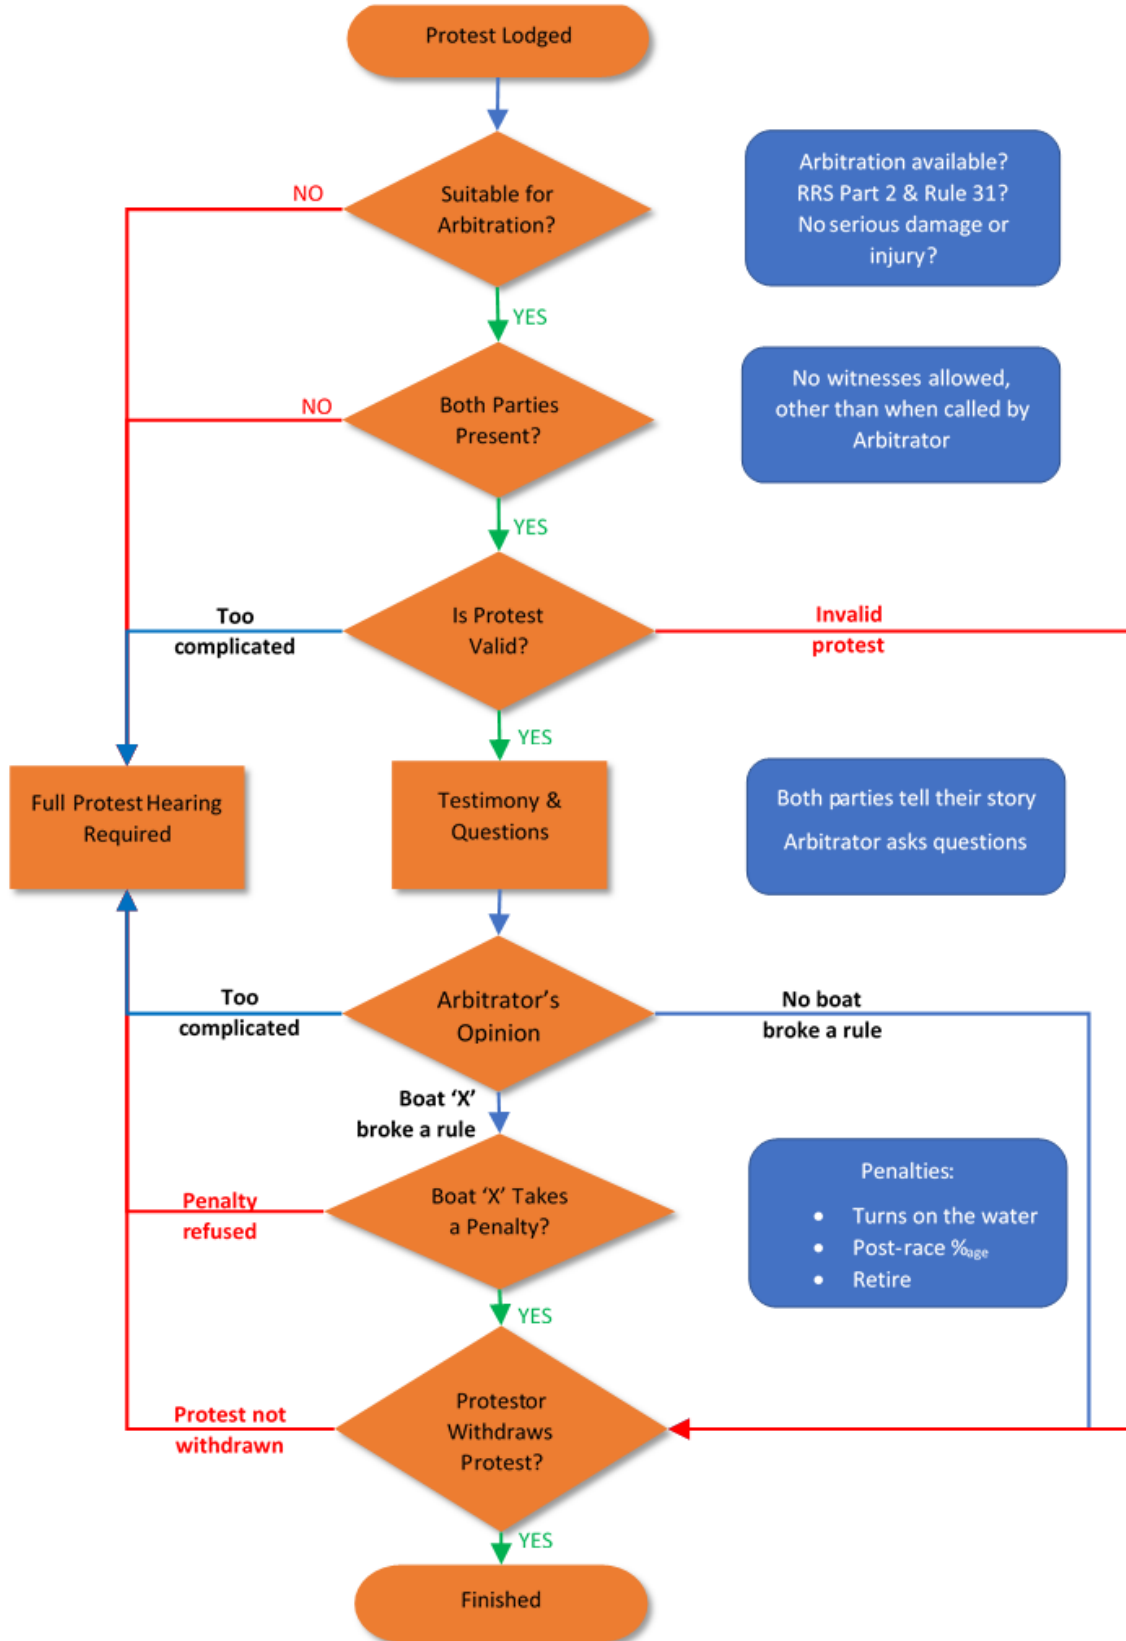 Protest Lodged
Suitable for
Arbitration?
NO
Arbitration available?
RRS Part 2 & Rule 31?
No serious damage or
injury?
YES
Both Parties
Present?
NO
No witnesses allowed,
other than when called by
Arbitrator
YES
Is Protest
Valid?
Too
complicated
Invalid
protest
YES
Full Protest Hearing
Required
Testimony &
Questions
Both parties tell their story
Arbitrator asks questions
Arbitrator’s
Opinion
Too
complicated
No boat
broke a rule
Boat ‘X’
broke a rule
Boat ‘X’ Takes
a Penalty?
Penalty
refused
Penalties:
• Turns on the water
• Post-race %age
• Retire
YES
Protestor
Withdraws
Protest?
Protest not
withdrawn
YES
Finished